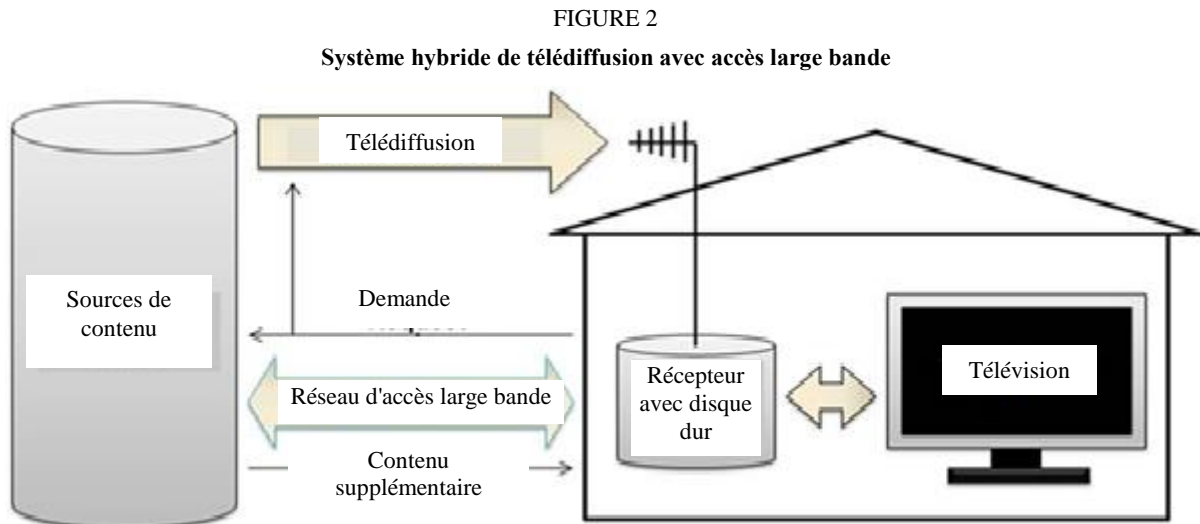 FIGURE 2
Système hybride de télédiffusion avec accès large bande
Télédiffusion
Sources de
contenu
Demande
Réseau d'accès large bande
Contenu
supplémentaire
Récepteur
avec disque
dur
Télévision